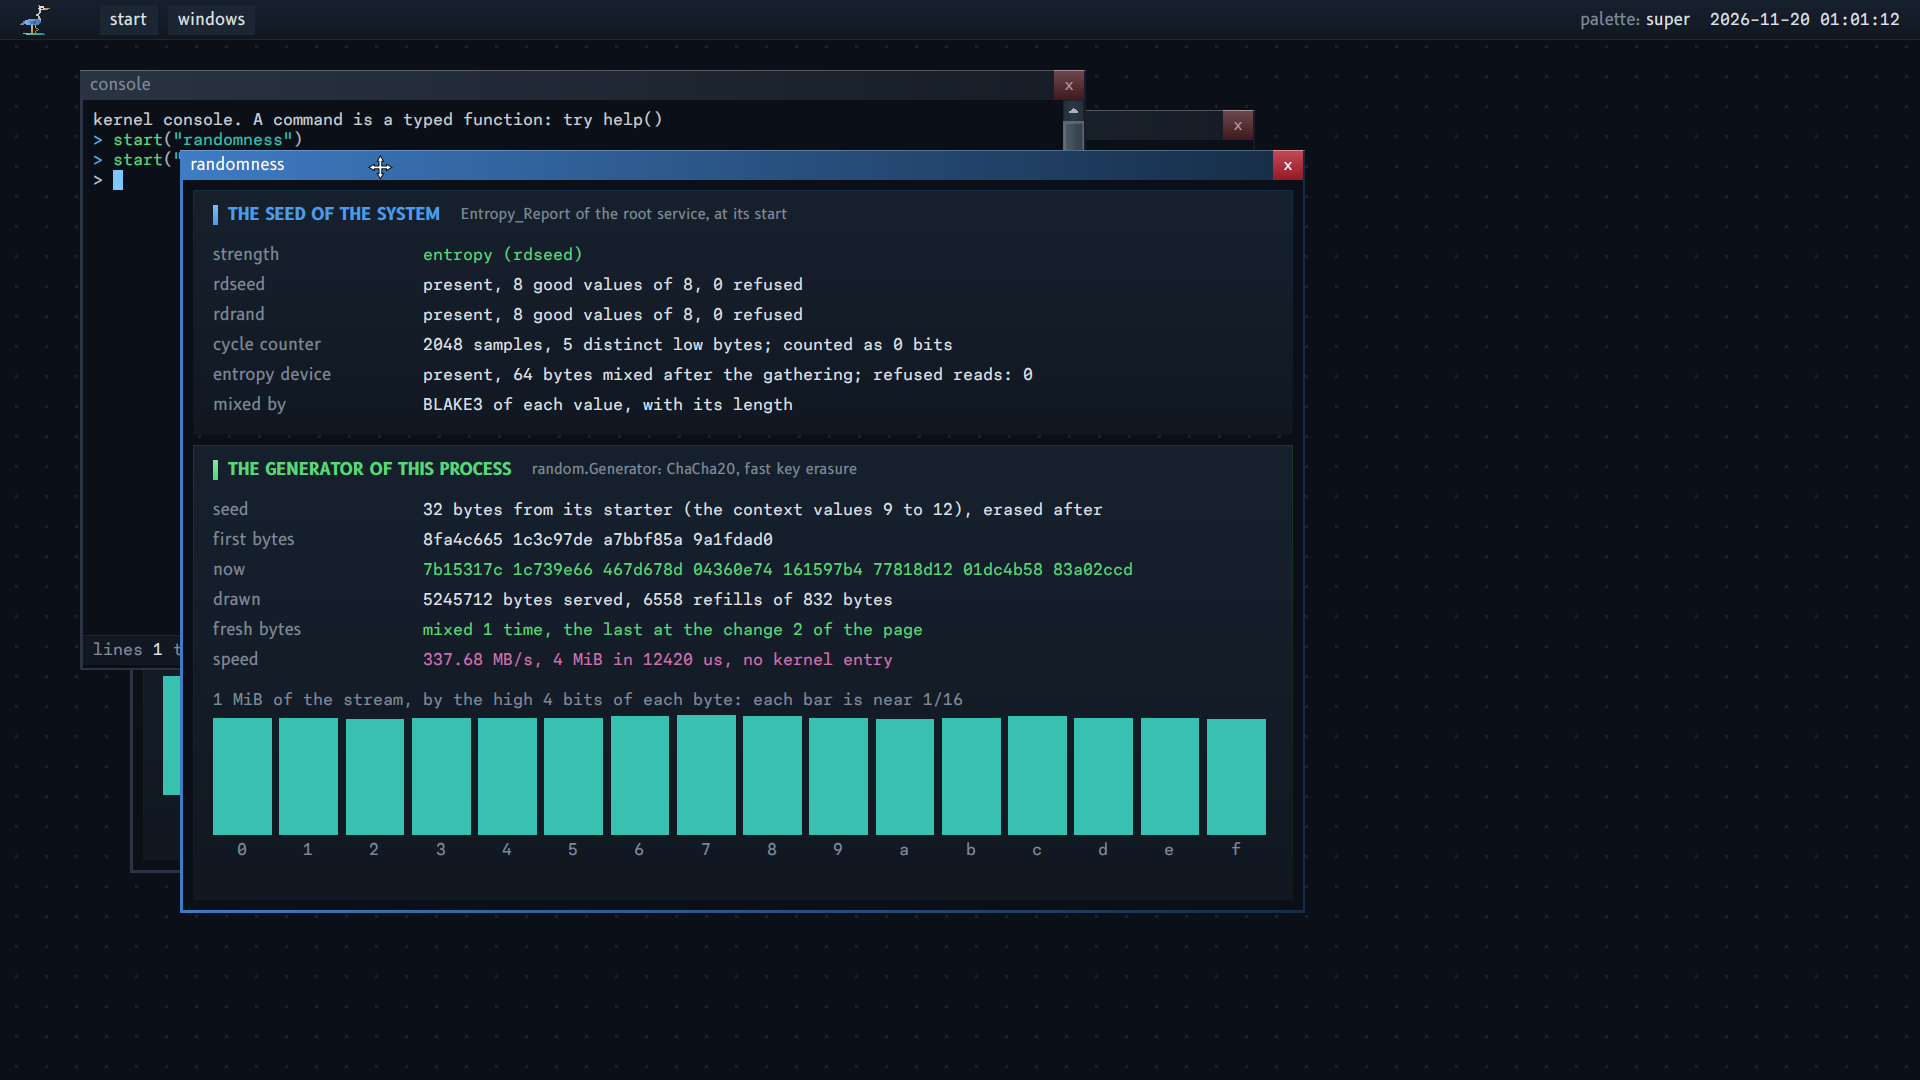 start windows palette: super 2026-11-20 01:01:12
console x
kernel console. A command is a typed function: try help()
> start("randomness")
> start("
>
x
randomness x
THE SEED OF THE SYSTEM Entropy_Report of the root service, at its start
strength entropy (rdseed)
rdseed present, 8 good values of 8, 0 refused
rdrand present, 8 good values of 8, 0 refused
cycle counter 2048 samples, 5 distinct low bytes; counted as 0 bits
entropy device present, 64 bytes mixed after the gathering; refused reads: 0
mixed by BLAKE3 of each value, with its length
THE GENERATOR OF THIS PROCESS random.Generator: ChaCha20, fast key erasure
seed 32 bytes from its starter (the context values 9 to 12), erased after
first bytes 8fa4c665 1c3c97de a7bbf85a 9a1fdad0
now 7b15317c 1c739e66 467d678d 04360e74 161597b4 77818d12 01dc4b58 83a02ccd
drawn 5245712 bytes served, 6558 refills of 832 bytes
fresh bytes mixed 1 time, the last at the change 2 of the page
speed 337.68 MB/s, 4 MiB in 12420 us, no kernel entry
1 MiB of the stream, by the high 4 bits of each byte: each bar is near 1/16
0 1 2 3 4 5 6 7 8 9 a b c d e f
lines 1 t